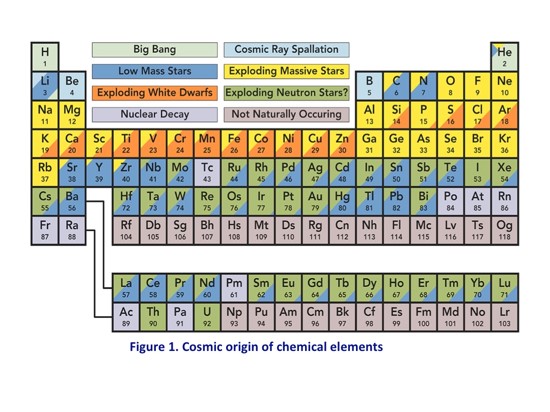 Big Bang
Cosmic Ray Spallation
Low Mass Stars
Exploding Massive Stars
Exploding White Dwarfs
Exploding Neutron Stars?
Nuclear Decay
Not Naturally Occuring
H He
1 2
Li Be B C N O F Ne
3 4 5 6 7 8 9 10
Na Mg Al Si P S Cl Ar
11 12 13 14 15 16 17 18
K Ca Sc Ti V Cr Mn Fe Co Ni Cu Zn Ga Ge As Se Br Kr
19 20 21 22 23 24 25 26 27 28 29 30 31 32 33 34 35 36
Rb Sr Y Zr Nb Mo Tc Ru Rh Pd Ag Cd In Sn Sb Te I Xe
37 38 39 40 41 42 43 44 45 46 47 48 49 50 51 52 53 54
Cs Ba Hf Ta W Re Os Ir Pt Au Hg Tl Pb Bi Po At Rn
55 56 72 73 74 75 76 77 78 79 80 81 82 83 84 85 86
Fr Ra Rf Db Sg Bh Hs Mt Ds Rg Cn Nh Fl Mc Lv Ts Og
87 88 104 105 106 107 108 109 110 111 112 113 114 115 116 117 118
La Ce Pr Nd Pm Sm Eu Gd Tb Dy Ho Er Tm Yb Lu
57 58 59 60 61 62 63 64 65 66 67 68 69 70 71
Ac Th Pa U Np Pu Am Cm Bk Cf Es Fm Md No Lr
89 90 91 92 93 94 95 96 97 98 99 100 101 102 103
Figure 1. Cosmic origin of chemical elements